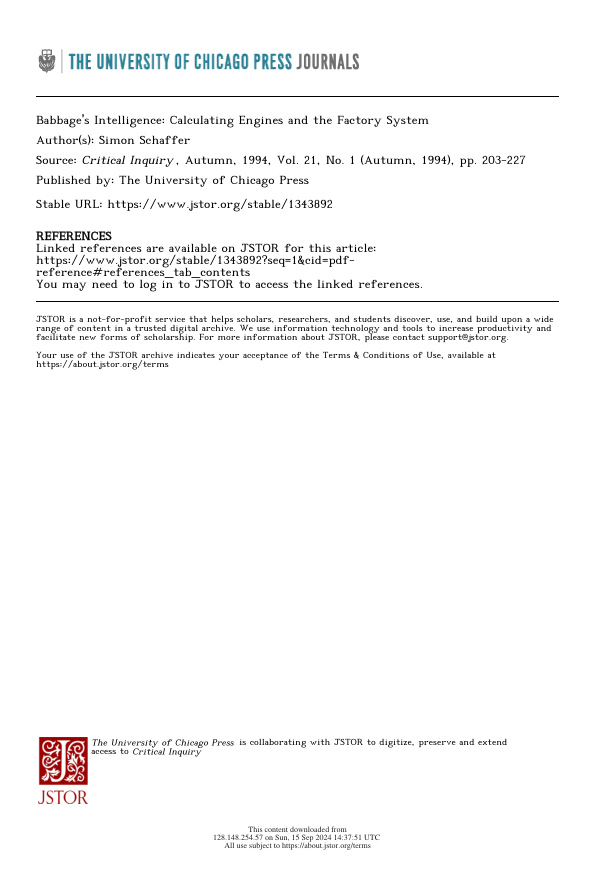 THE UNIVERSITY OF CHICAGO PRESS JOURNALS
Babbage's Intelligence: Calculating Engines and the Factory System
Author(s): Simon Schaffer
Source: Critical Inquiry, Autumn, 1994, Vol. 21, No. 1 (Autumn, 1994), pp. 203-227
Published by: The University of Chicago Press
Stable URL: https://www.jstor.org/stable/1343892
REFERENCES
Linked references are available on JSTOR for this article:
https://www.jstor.org/stable/1343892?seq=1&cid=pdf-
reference#references_tab_contents
You may need to log in to JSTOR to access the linked references.
JSTOR is a not-for-profit service that helps scholars, researchers, and students discover, use, and build upon a wide
range of content in a trusted digital archive. We use information technology and tools to increase productivity and
facilitate new forms of scholarship. For more information about JSTOR, please contact support@jstor.org.
Your use of the JSTOR archive indicates your acceptance of the Terms & Conditions of Use, available at
https://about.jstor.org/terms
The University of Chicago Press is collaborating with JSTOR to digitize, preserve and extend
access to Critical Inquiry
JSTOR
This content downloaded from
128.148.254.57 on Sun, 15 Sep 2024 14:37:51 UTC
All use subject to https://about.jstor.org/terms